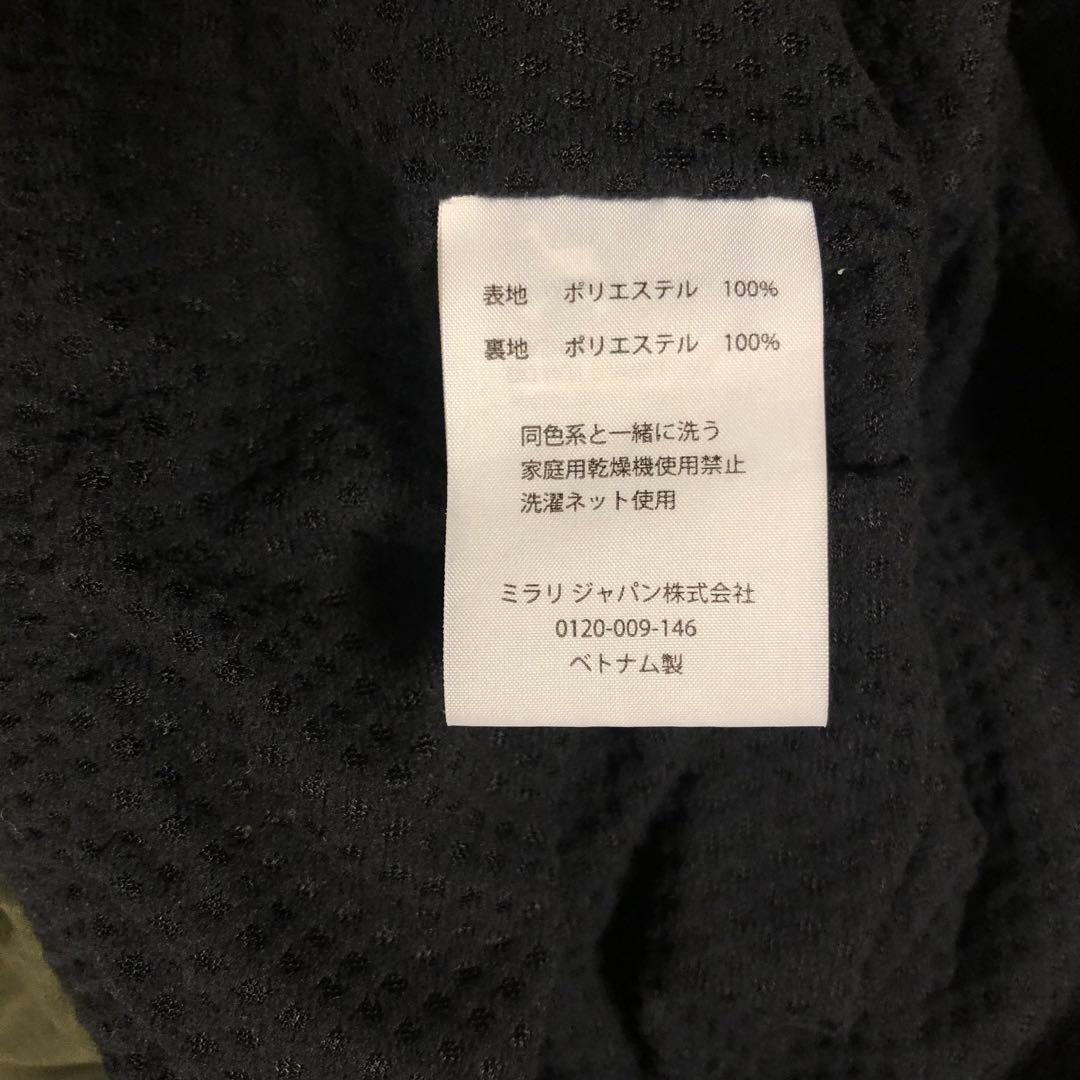 表地 ポリエステル 100%
裏地 ポリエステル 100%
同色系と一緒に洗う
家庭用乾燥機使用禁止
洗濯ネット使用
ミラリ ジャパン株式会社
0120-009-146
ベトナム製